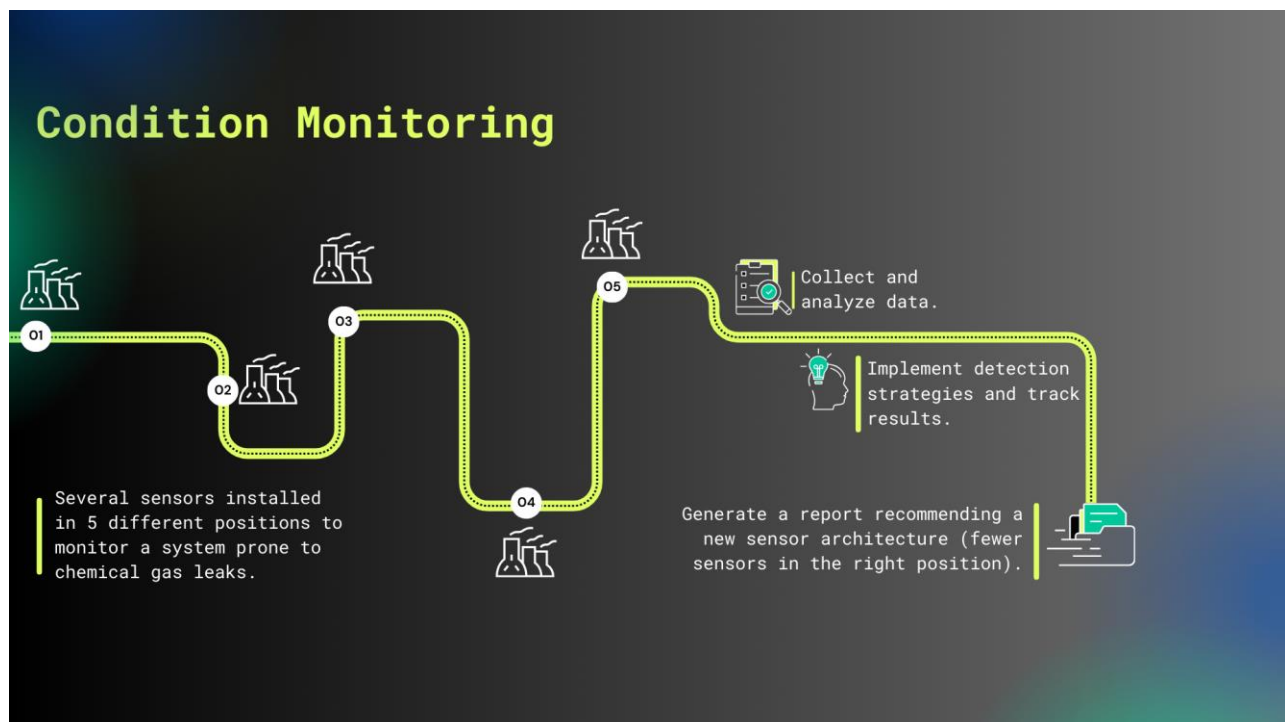 Condition Monitoring
01
02
03
04
05
Several sensors installed
in 5 different positions to
monitor a system prone to
chemical gas leaks.
Collect and
analyze data.
Implement detection
strategies and track
results.
Generate a report recommending a
new sensor architecture (fewer
sensors in the right position).